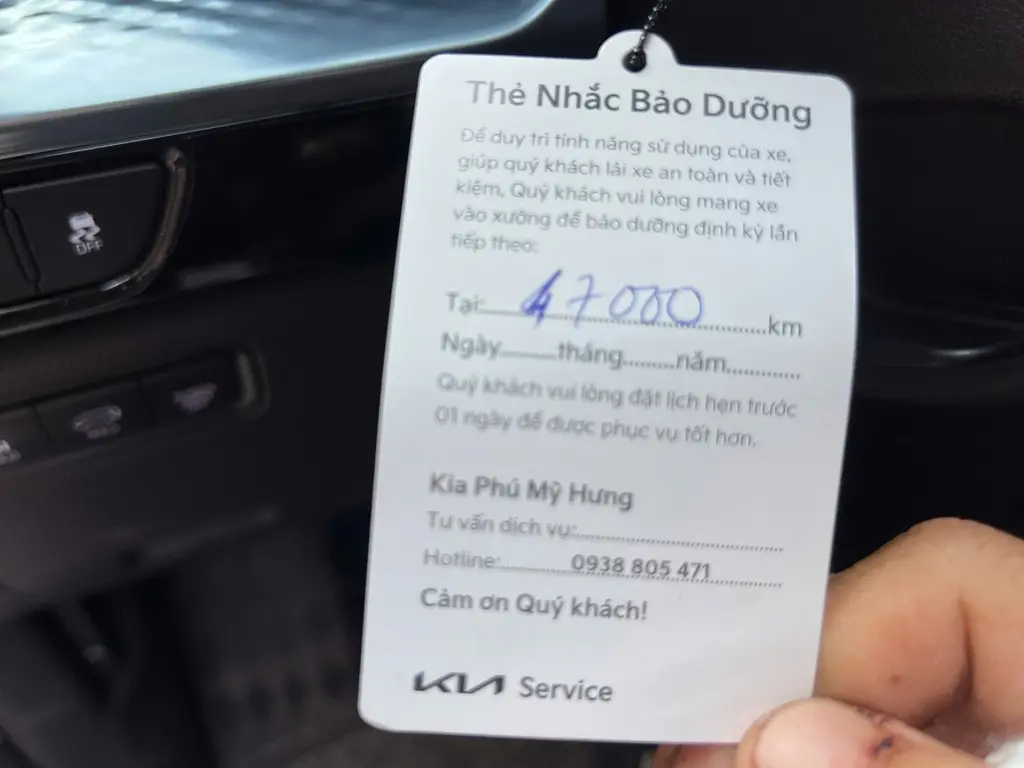 OFF
Thẻ Nhắc Bảo Dưỡng
Để duy trì tính năng sử dụng của xe,
giúp quý khách lái xe an toàn và tiết
kiệm, Quý khách vui lòng mang xe
vào xưởng để bảo dưỡng định kỳ lần
tiếp theo:
Tại:..........47000..........km
Ngày..........tháng.........năm............
Quý khách vui lòng đặt lịch hẹn trước
01 ngày để được phục vụ tốt hơn.
Kia Phú Mỹ Hưng
Tư vấn dịch vụ:........................................
Hotline:..........0938 805 471..........
Cảm ơn Quý khách!
KIA Service